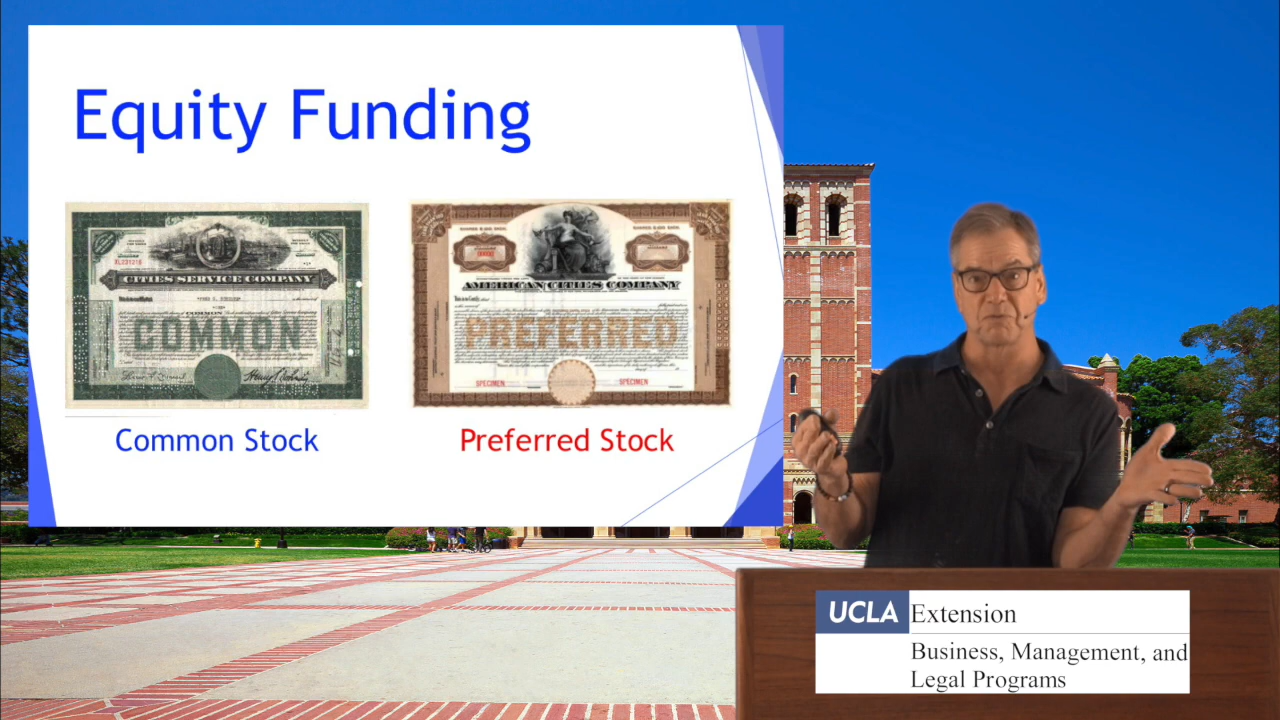 Equity Funding
CITIES SERVICE COMPANY
COMMON
AMERICAN CITIES COMPANY
PREFERRED
SPECIMEN
SPECIMEN
Common Stock
Preferred Stock
UCLA Extension
Business, Management, and
Legal Programs